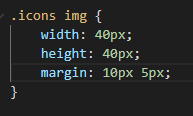 .icons img {
    width: 40px;
    height: 40px;
    margin: 10px 5px;
}